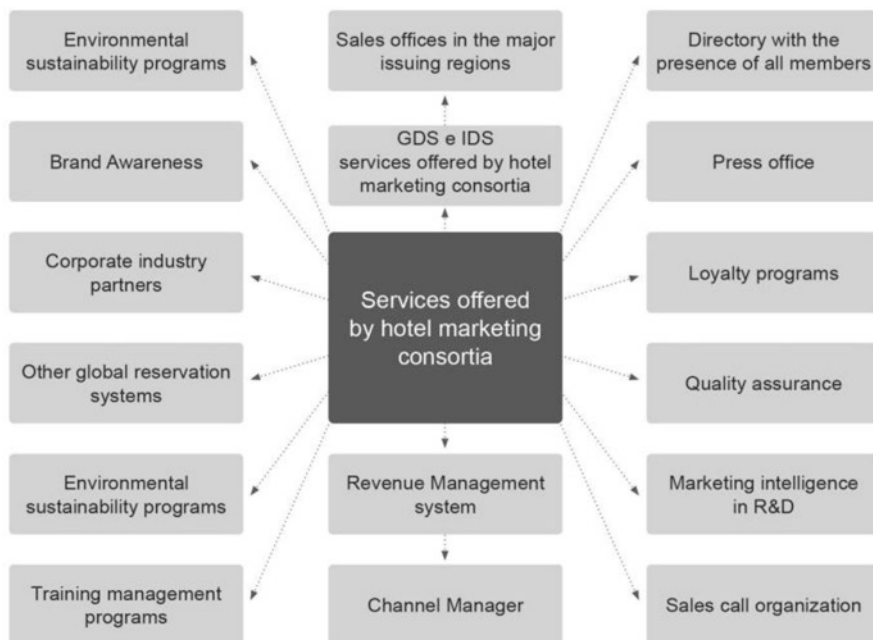 Environmental
sustainability programs
Sales offices in the major
issuing regions
Directory with the
presence of all members
Brand Awareness
GDS e IDS
services offered by hotel
marketing consortia
Press office
Corporate industry
partners
Services offered
by hotel marketing
consortia
Loyalty programs
Other global reservation
systems
Quality assurance
Environmental
sustainability programs
Revenue Management
system
Marketing intelligence
in R&D
Training management
programs
Channel Manager
Sales call organization